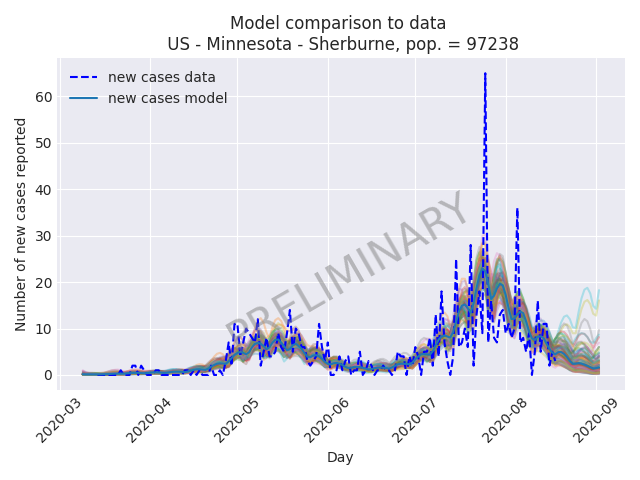 Model comparison to data
US - Minnesota - Sherburne, pop. = 97238
new cases data
new cases model
PRELIMINARY
Number of new cases reported
60
50
40
30
20
10
0
2020-03
2020-04
2020-05
2020-06
2020-07
2020-08
2020-09
Day